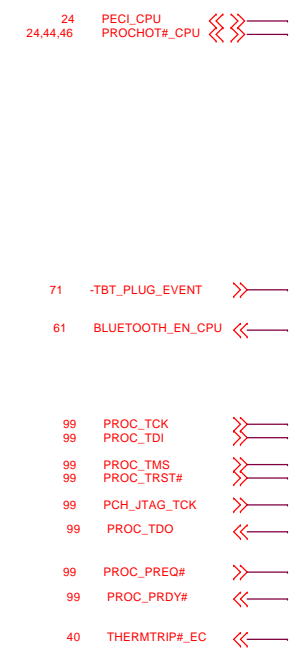 24 PECI_CPU
24,44,46 PROCHOT#_CPU
71 -TBT_PLUG_EVENT
61 BLUETOOTH_EN_CPU
99 PROC_TCK
99 PROC_TDI
99 PROC_TMS
99 PROC_TRST#
99 PCH_JTAG_TCK
99 PROC_TDO
99 PROC_PREQ#
99 PROC_PRDY#
40 THERMTRIP#_EC